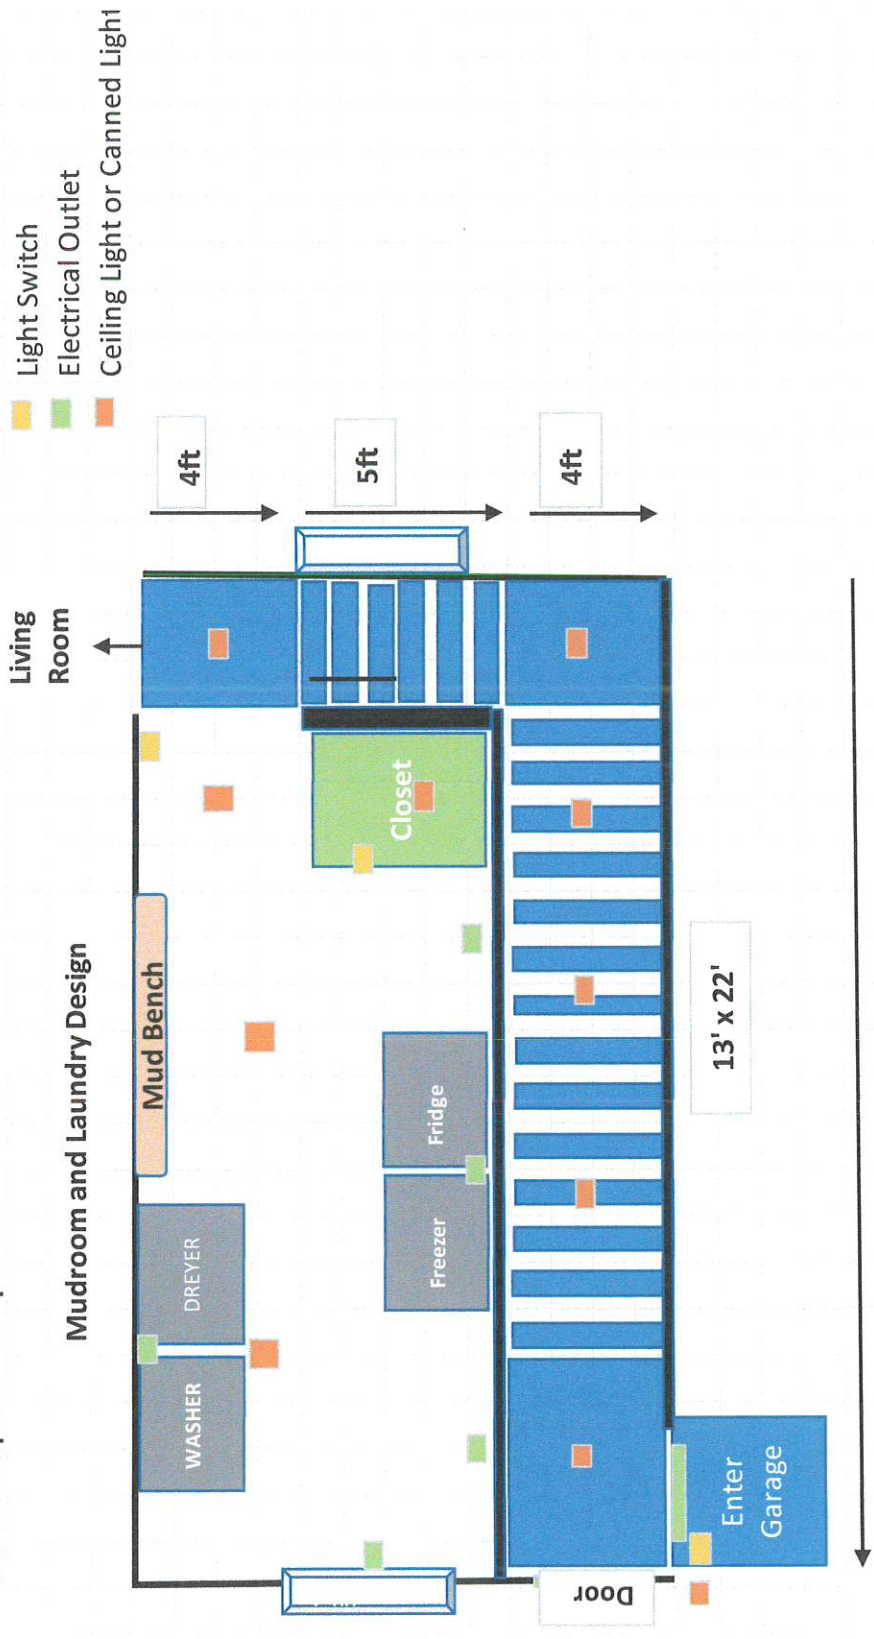 Light Switch
Electrical Outlet
Ceiling Light or Canned Light
Mudroom and Laundry Design
Living
Room
4ft
5ft
4ft
WASHER
DREYER
Mud Bench
Freezer
Fridge
Closet
Door
Enter
Garage
13' x 22'